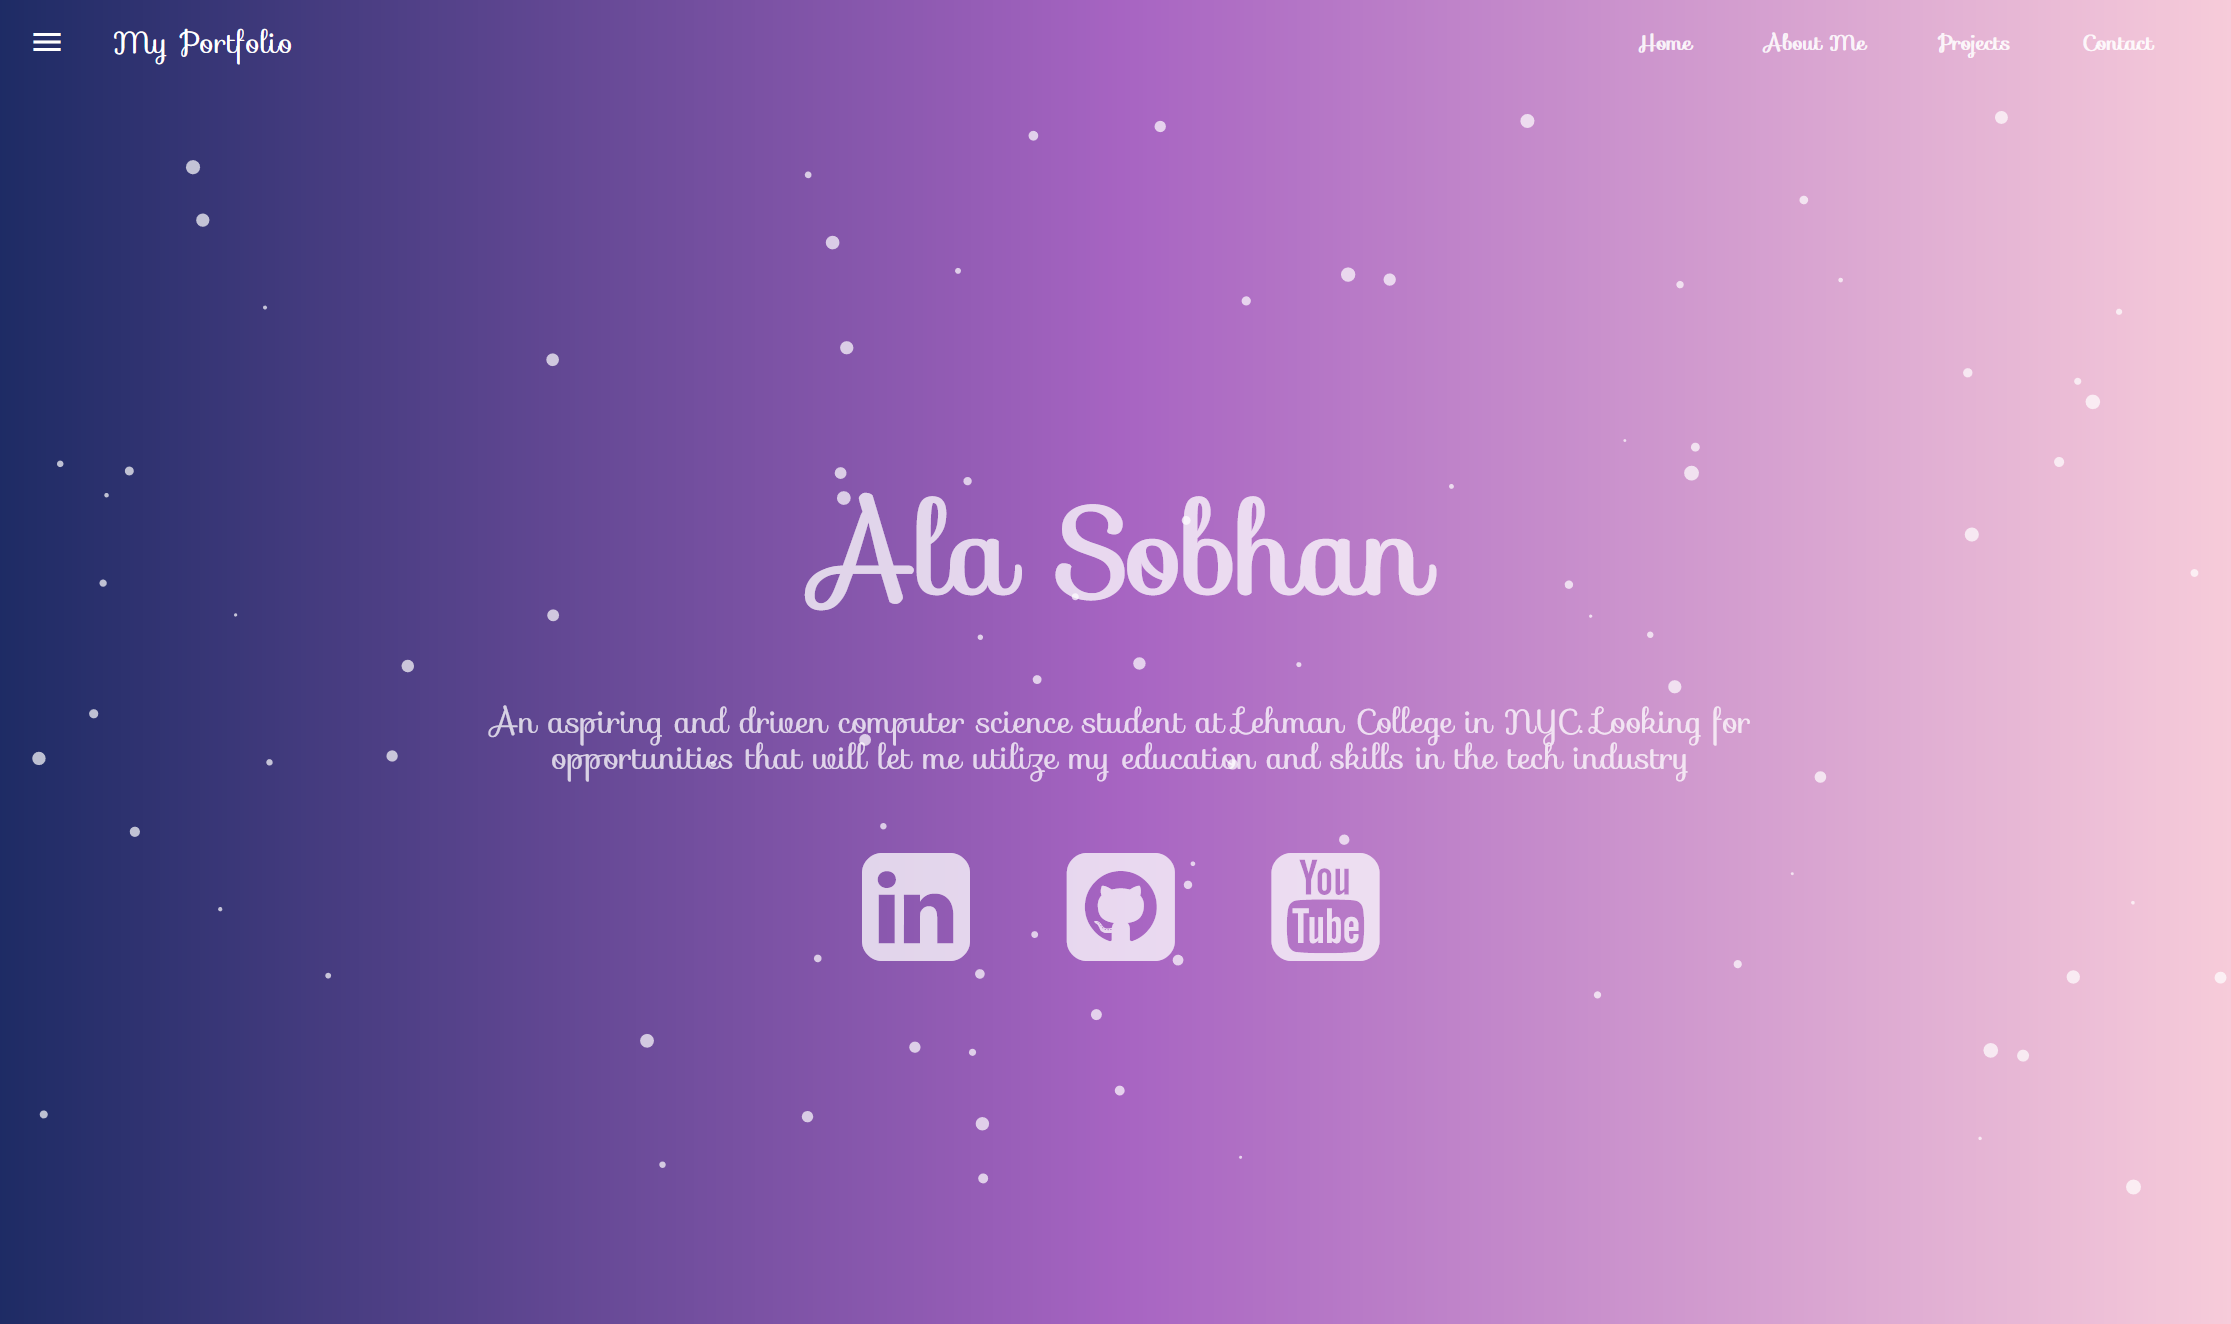 My Portfolio
Home About Me Projects Contact
Ala Sobhan
An aspiring and driven computer science student at Lehman College in NYC. Looking for
opportunities that will let me utilize my education and skills in the tech industry
in
You
Tube